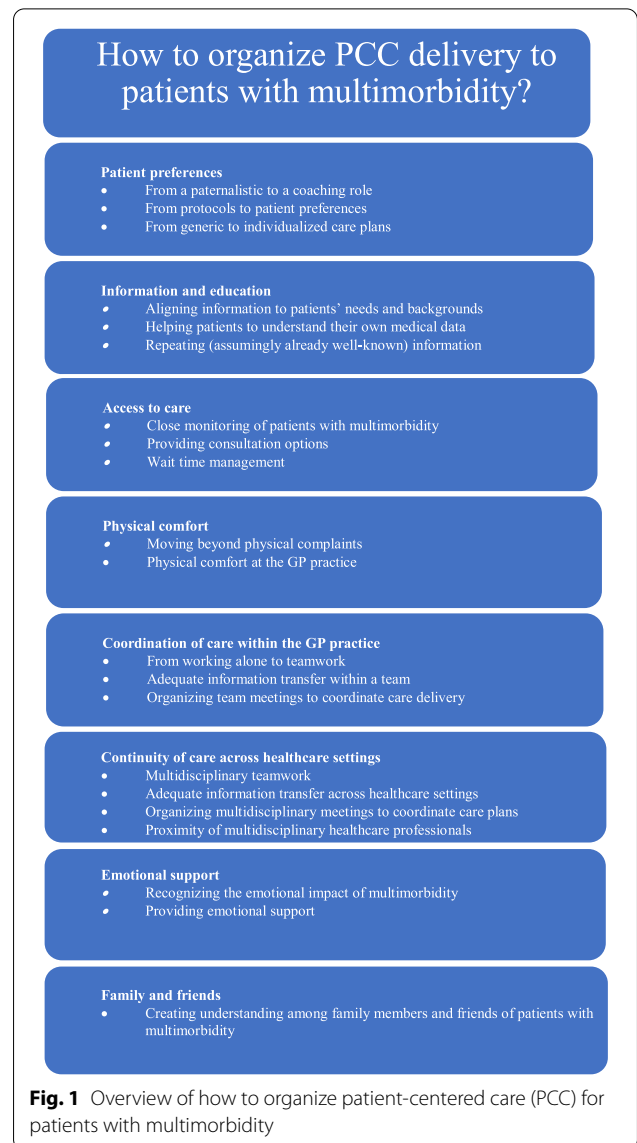 How to organize PCC delivery to
patients with multimorbidity?
Patient preferences
• From a paternalistic to a coaching role
• From protocols to patient preferences
• From generic to individualized care plans
Information and education
• Aligning information to patients’ needs and backgrounds
• Helping patients to understand their own medical data
• Repeating (assumingly already well-known) information
Access to care
• Close monitoring of patients with multimorbidity
• Providing consultation options
• Wait time management
Physical comfort
• Moving beyond physical complaints
• Physical comfort at the GP practice
Coordination of care within the GP practice
• From working alone to teamwork
• Adequate information transfer within a team
• Organizing team meetings to coordinate care delivery
Continuity of care across healthcare settings
• Multidisciplinary teamwork
• Adequate information transfer across healthcare settings
• Organizing multidisciplinary meetings to coordinate care plans
• Proximity of multidisciplinary healthcare professionals
Emotional support
• Recognizing the emotional impact of multimorbidity
• Providing emotional support
Family and friends
• Creating understanding among family members and friends of patients with
multimorbidity
Fig. 1 Overview of how to organize patient-centered care (PCC) for
patients with multimorbidity